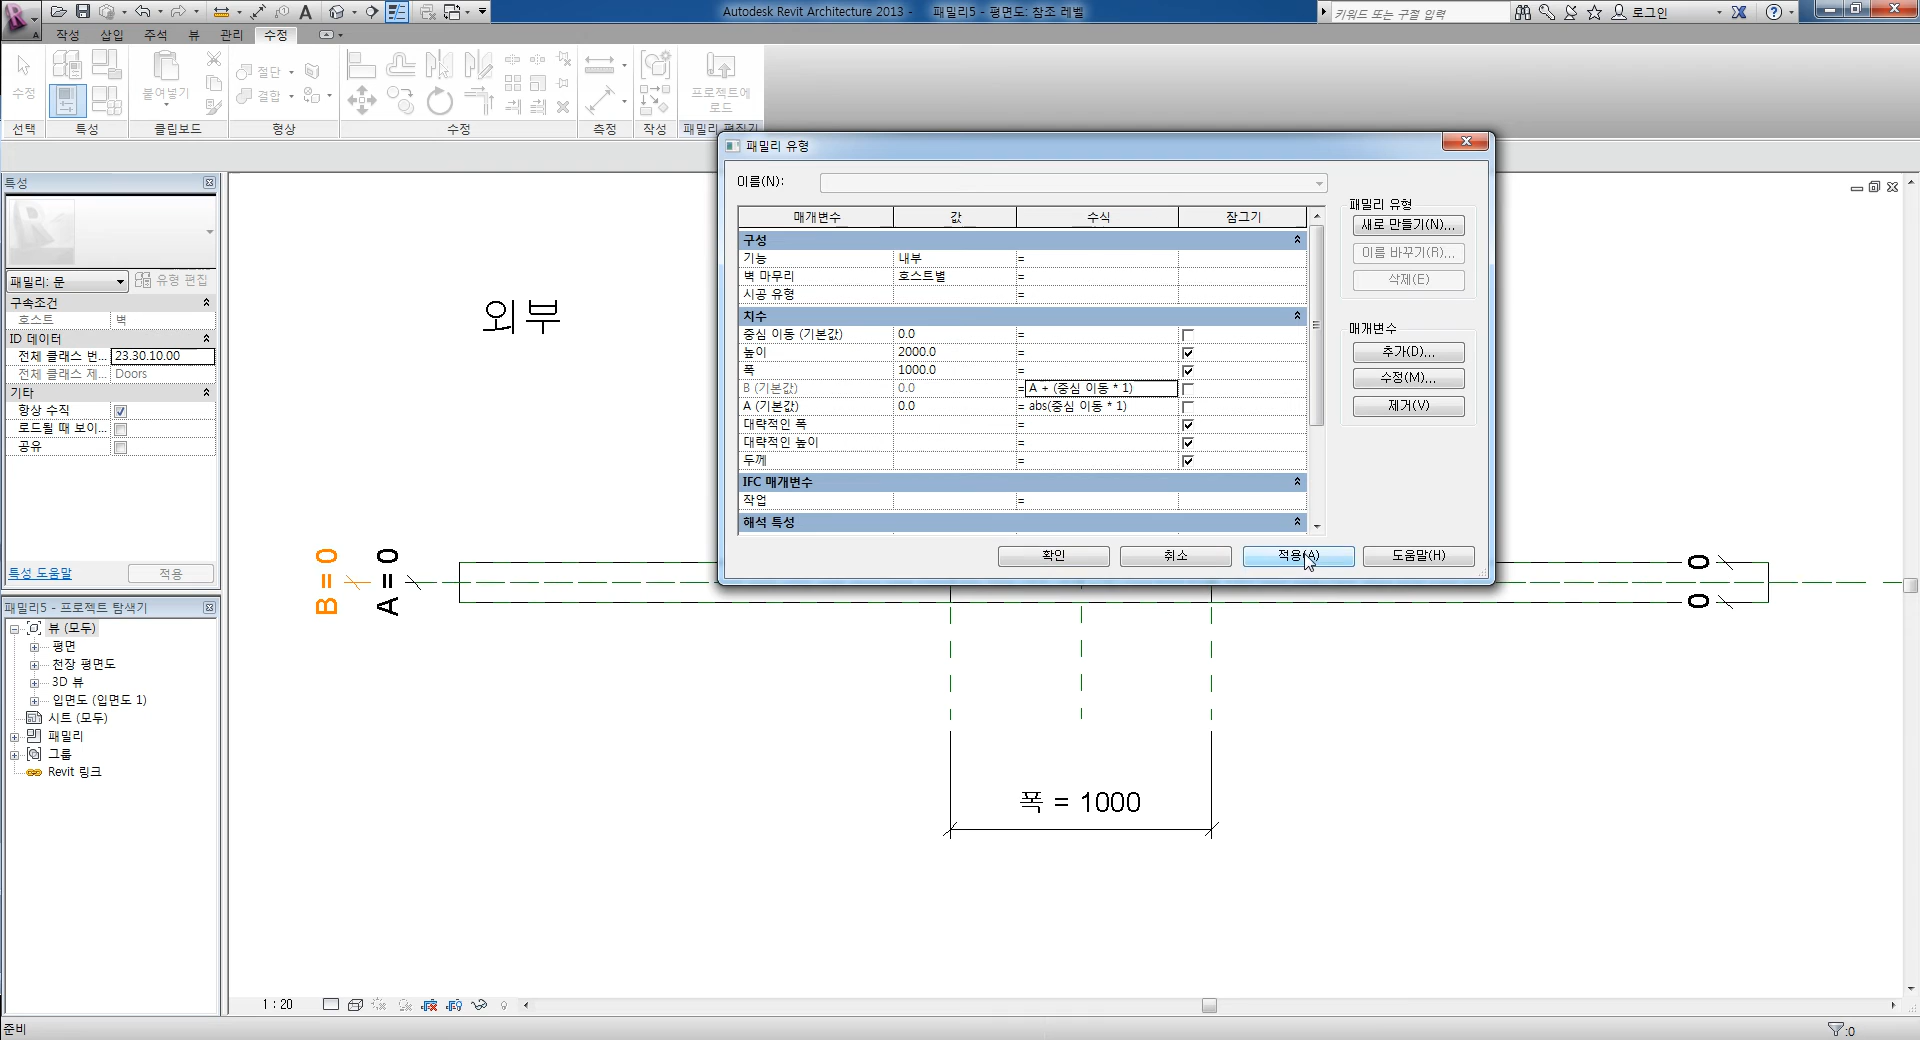 Autodesk Revit Architecture 2013 - 패밀리5 - 평면도: 참조 레벨
키워드 또는 구절 입력
로그인
작성 삽입 주석 뷰 관리 수정
수정
붙여넣기
절단
결합
프로젝트에
로드
선택 특성 클립보드 형상 수정 측정 작성 패밀리 편집기
특성
패밀리: 문
유형 편집
구속조건
호스트 벽
ID 데이터
전체 클래스 번... 23.30.10.00
전체 클래스 제... Doors
기타
항상 수직
로드될 때 보이...
공유
특성 도움말 적용
패밀리5 - 프로젝트 탐색기
뷰 (모두)
평면
천장 평면도
3D 뷰
입면도 (입면도 1)
시트 (모두)
패밀리
그룹
Revit 링크
외부
B = 0
A = 0
0
0
폭 = 1000
1 : 20
준비
:0
패밀리 유형
이름(N):
매개변수 값 수식 잠그기
구성
기능 내부 =
벽 마무리 호스트별 =
시공 유형 =
치수
중심 이동 (기본값) 0.0 =
높이 2000.0 =
폭 1000.0 =
B (기본값) 0.0 = A + (중심 이동 * 1)
A (기본값) 0.0 = abs(중심 이동 * 1)
대략적인 폭 =
대략적인 높이 =
두께 =
IFC 매개변수
작업 =
해석 특성
패밀리 유형
새로 만들기(N)...
이름 바꾸기(R)...
삭제(E)
매개변수
추가(D)...
수정(M)...
제거(V)
확인 취소 적용(A) 도움말(H)